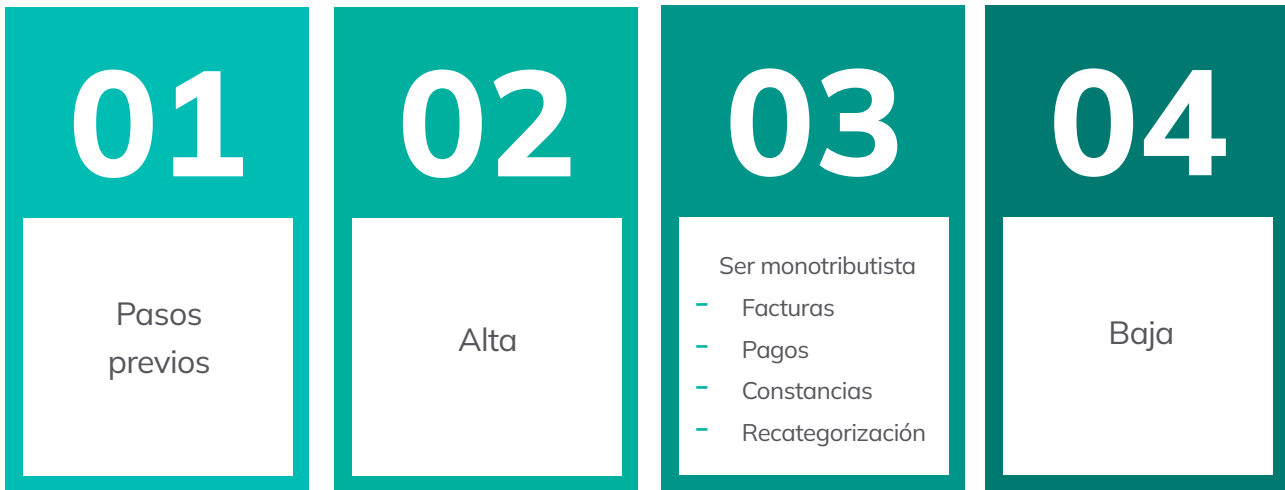 01
Pasos
previos
02
Alta
03
Ser monotributista
- Facturas
- Pagos
- Constancias
- Recategorización
04
Baja